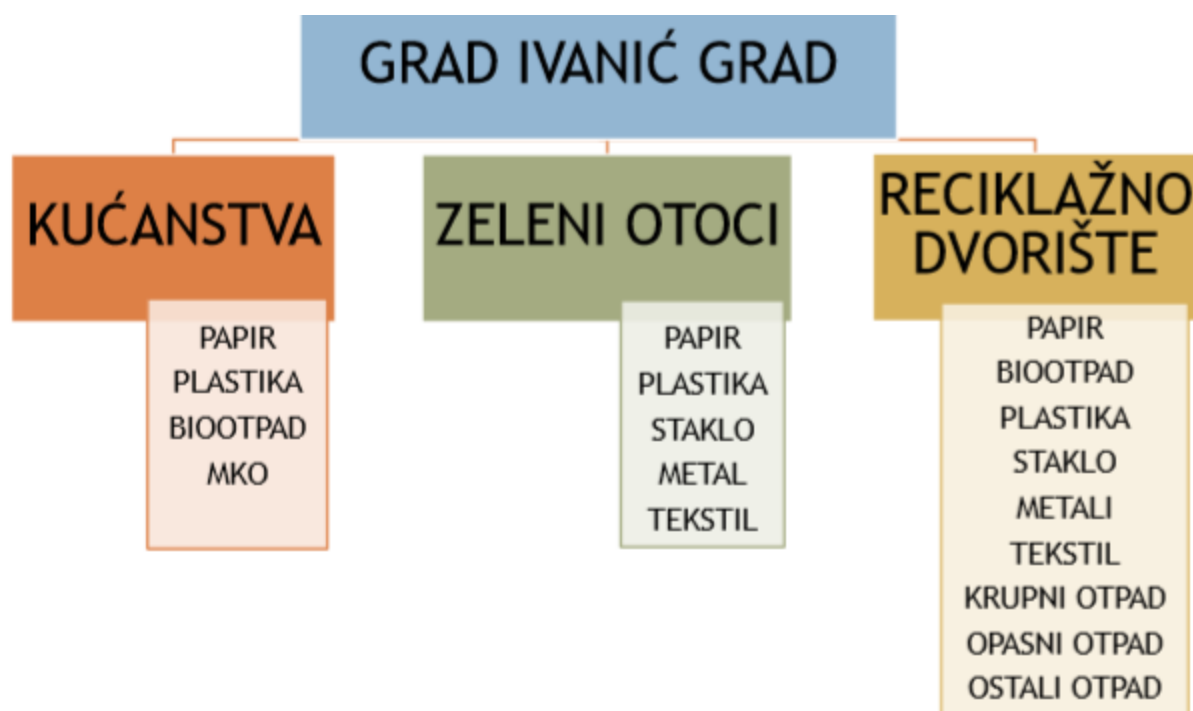 GRAD IVANIĆ GRAD
KUĆANSTVA
PAPIR
PLASTIKA
BIOOTPAD
MKO
ZELENI OTOCI
PAPIR
PLASTIKA
STAKLO
METAL
TEKSTIL
RECIKLAŽNO
DVORIŠTE
PAPIR
BIOOTPAD
PLASTIKA
STAKLO
METALI
TEKSTIL
KRUPNI OTPAD
OPASNI OTPAD
OSTALI OTPAD